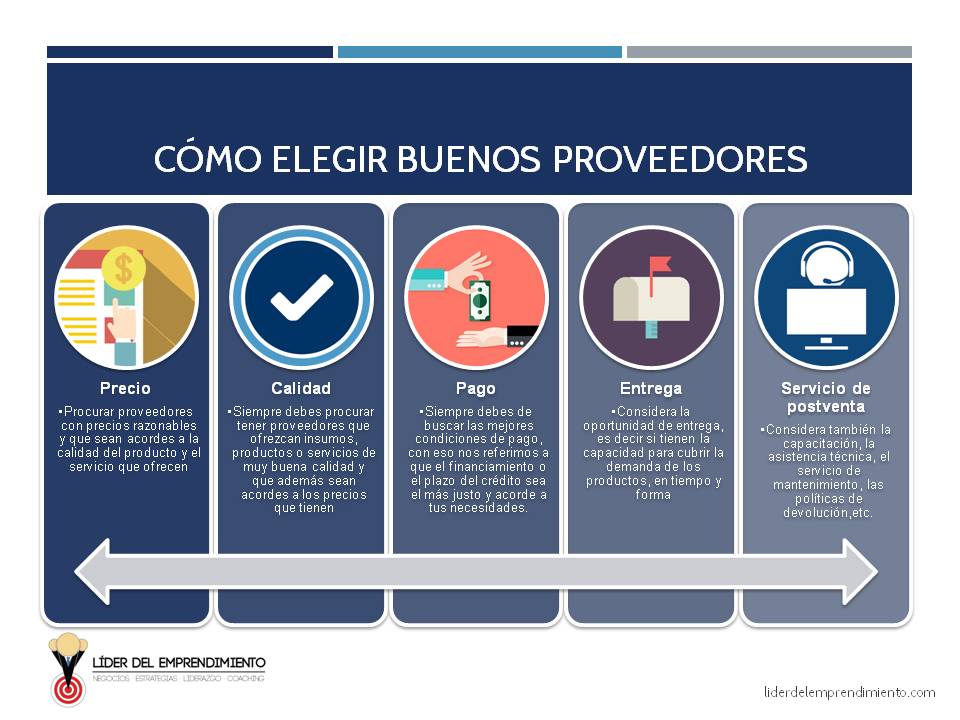 CÓMO ELEGIR BUENOS PROVEEDORES
$
Precio
•Procurar proveedores
con precios razonables
y que sean acordes a la
calidad del producto y el
servicio que ofrecen
Calidad
•Siempre debes procurar
tener proveedores que
ofrezcan insumos,
productos o servicios de
muy buena calidad y
que además sean
acordes a los precios
que tienen
Pago
•Siempre debes de
buscar las mejores
condiciones de pago,
con eso nos referimos a
que el financiamiento o
el plazo del crédito sea
el más justo y acorde a
tus necesidades.
Entrega
•Considera la
oportunidad de entrega,
es decir si tienen la
capacidad para cubrir la
demanda de los
productos, en tiempo y
forma
Servicio de
postventa
•Considera también la
capacitación, la
asistencia técnica, el
servicio de
mantenimiento, las
políticas de
devolución,etc.
LÍDER DEL EMPRENDIMIENTO
NEGOCIOS · ESTRATEGIAS · LIDERAZGO · COACHING
liderdelemprendimiento.com